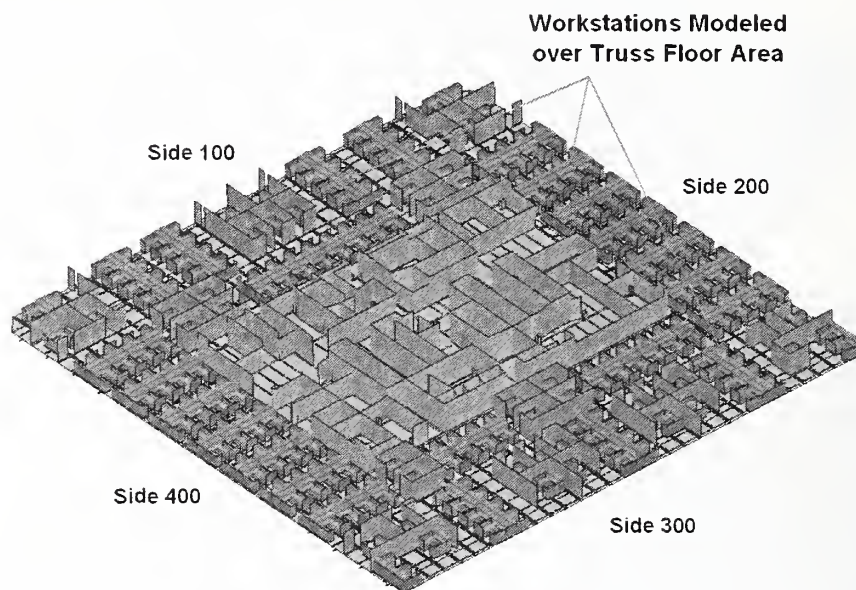 Workstations Modeled
over Truss Floor Area
Side 100
Side 200
Side 400
Side 300